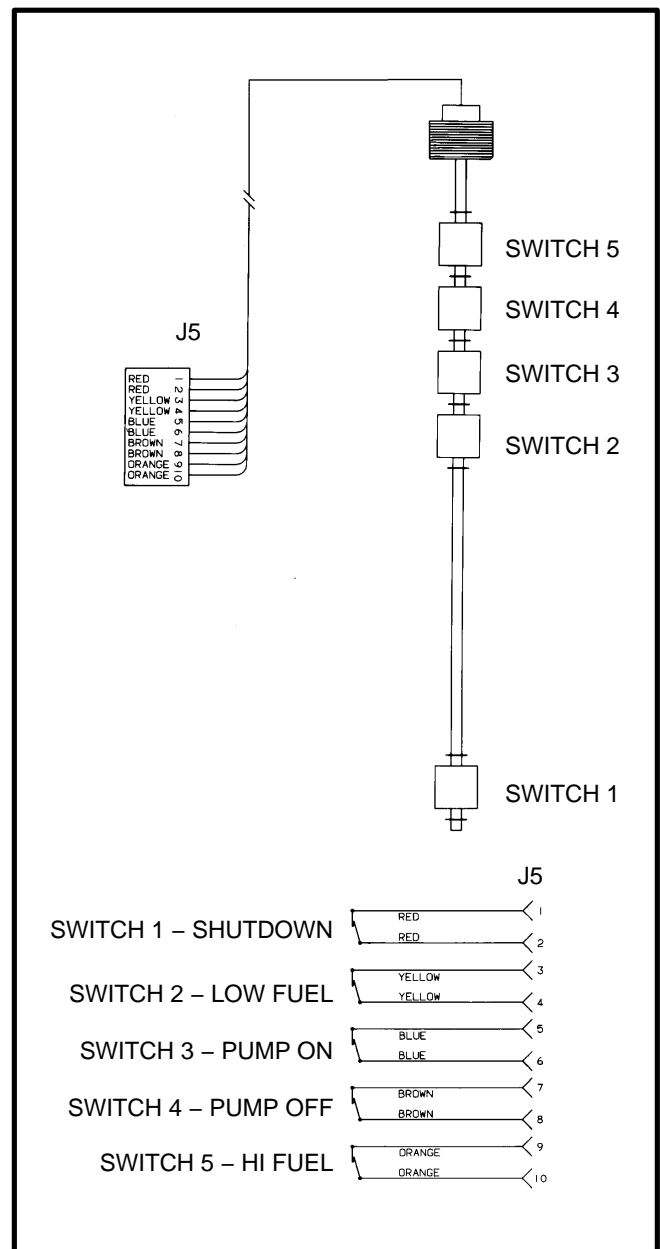 SWITCH 5
SWITCH 4
J5
SWITCH 3
RED 1
RED 2
YELLOW 3
YELLOW 4
BLUE 5
BLUE 6
BROWN 7
BROWN 8
ORANGE 9
ORANGE 10
SWITCH 2
SWITCH 1
J5
SWITCH 1 – SHUTDOWN
RED 1
RED 2
SWITCH 2 – LOW FUEL
YELLOW 3
YELLOW 4
SWITCH 3 – PUMP ON
BLUE 5
BLUE 6
SWITCH 4 – PUMP OFF
BROWN 7
BROWN 8
SWITCH 5 – HI FUEL
ORANGE 9
ORANGE 10